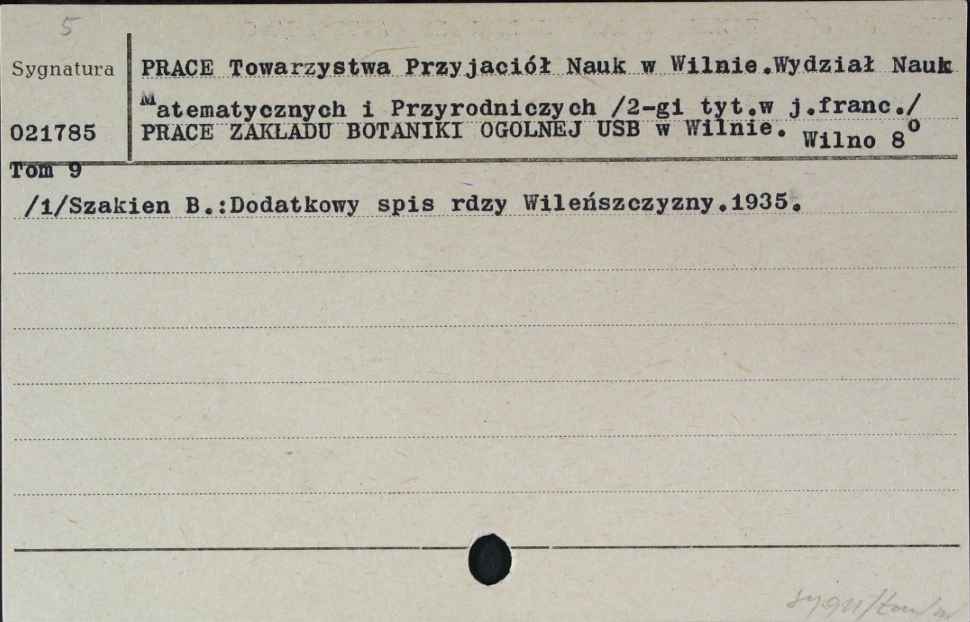 5
Sygnatura
PRACE Towarzystwa Przyjaciół Nauk w Wilnie.Wydział Nauk
Matematycznych i Przyrodniczych /2-gi tyt.w j.franc./
021785
PRACE ZAKŁADU BOTANIKI OGOLNEJ USB w Wilnie.
Wilno 8º
Tom 9
/1/Szakien B.:Dodatkowy spis rdzy Wileńszczyzny.1935.